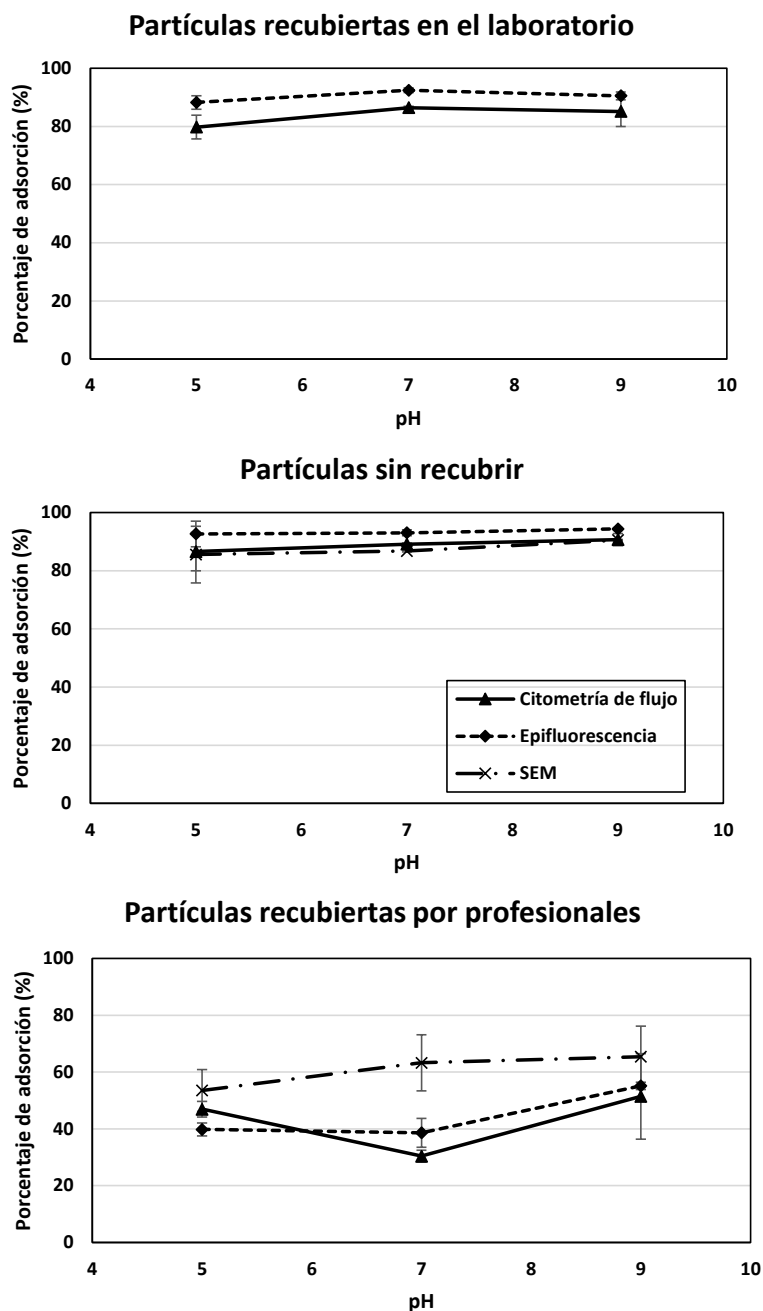 Partículas recubiertas en el laboratorio
Porcentaje de adsorción (%)
100
80
60
40
20
0
4 5 6 7 8 9 10
pH
Partículas sin recubrir
Porcentaje de adsorción (%)
100
80
60
40
20
0
Citometría de flujo
Epifluorescencia
SEM
4 5 6 7 8 9 10
pH
Partículas recubiertas por profesionales
Porcentaje de adsorción (%)
100
80
60
40
20
0
4 5 6 7 8 9 10
pH